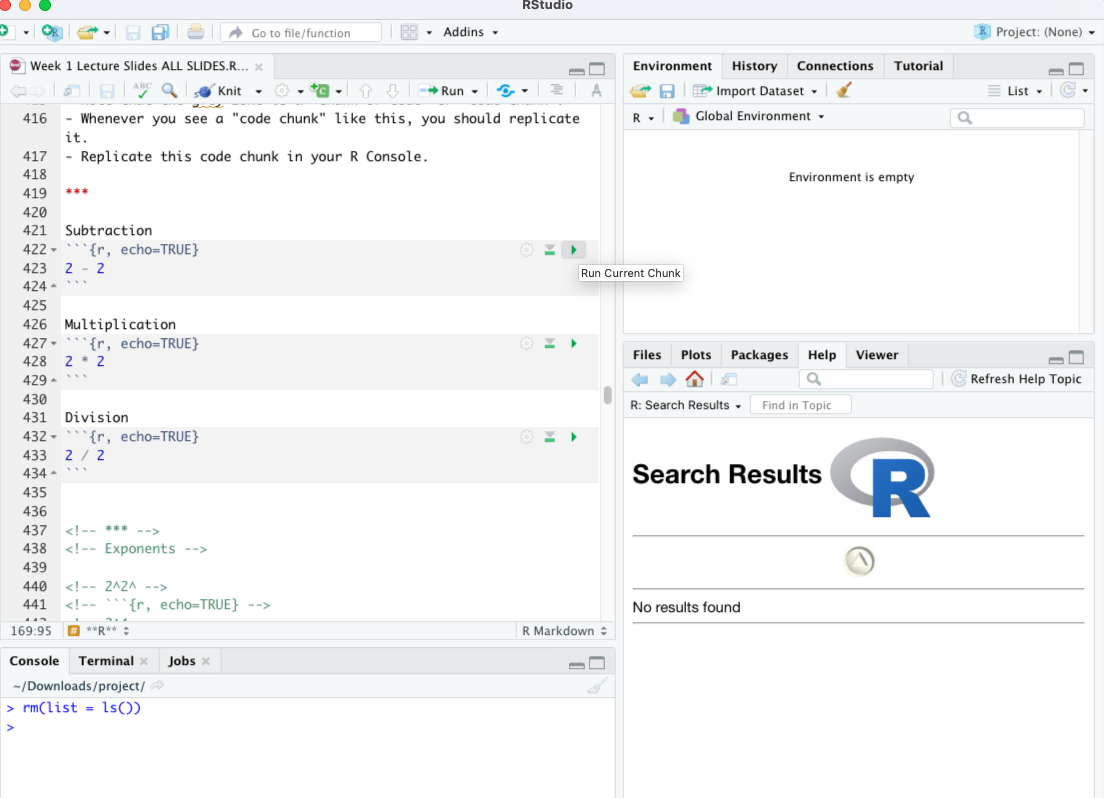 RStudio
Go to file/function
Addins
Project: (None)
Week 1 Lecture Slides ALL SLIDES.R...
ABC
Knit
Run
416 - Whenever you see a "code chunk" like this, you should replicate
it.
417 - Replicate this code chunk in your R Console.
418
419 ***
420
421 Subtraction
422 ```{r, echo=TRUE}
423 2 - 2
424 ```
Run Current Chunk
425
426 Multiplication
427 ```{r, echo=TRUE}
428 2 * 2
429 ```
430
431 Division
432 ```{r, echo=TRUE}
433 2 / 2
434 ```
435
436
437 <!-- *** -->
438 <!-- Exponents -->
439
440 <!-- 2^2^ -->
441 <!-- ```{r, echo=TRUE} -->
169:95
# **R**
R Markdown
Console
Terminal
Jobs
~/Downloads/project/
> rm(list = ls())
>
Environment
History
Connections
Tutorial
Import Dataset
List
R
Global Environment
Environment is empty
Files
Plots
Packages
Help
Viewer
Refresh Help Topic
R: Search Results
Find in Topic
Search Results
R
No results found